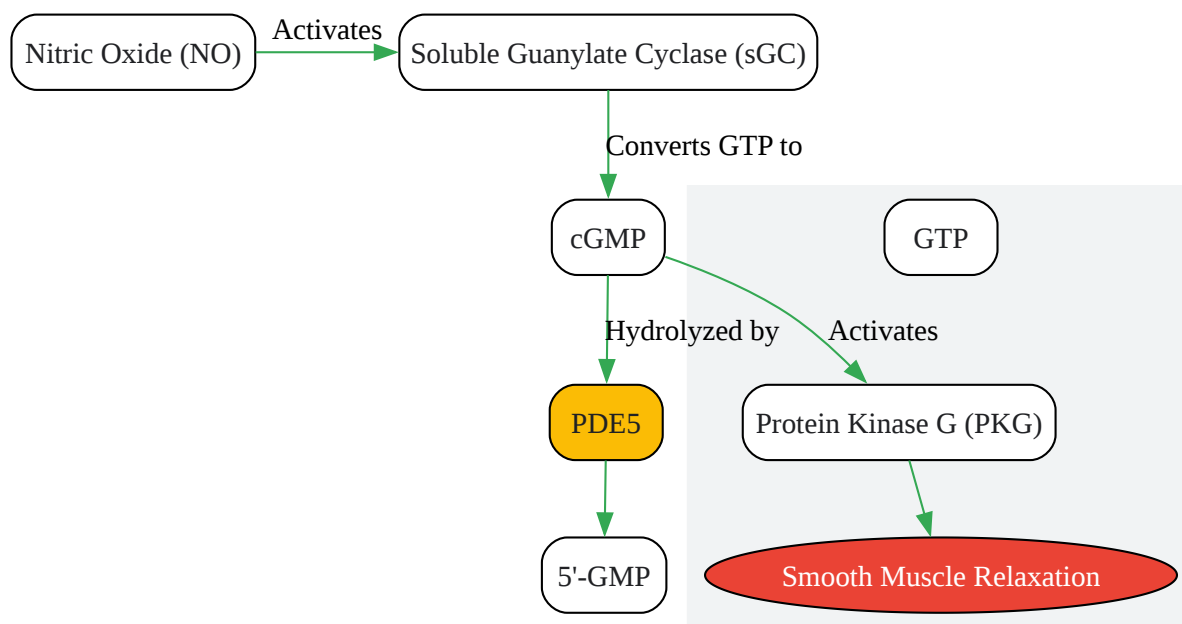 Nitric Oxide (NO)
Activates
Soluble Guanylate Cyclase (sGC)
Converts GTP to
cGMP
GTP
Hydrolyzed by
Activates
PDE5
Protein Kinase G (PKG)
5'-GMP
Smooth Muscle Relaxation